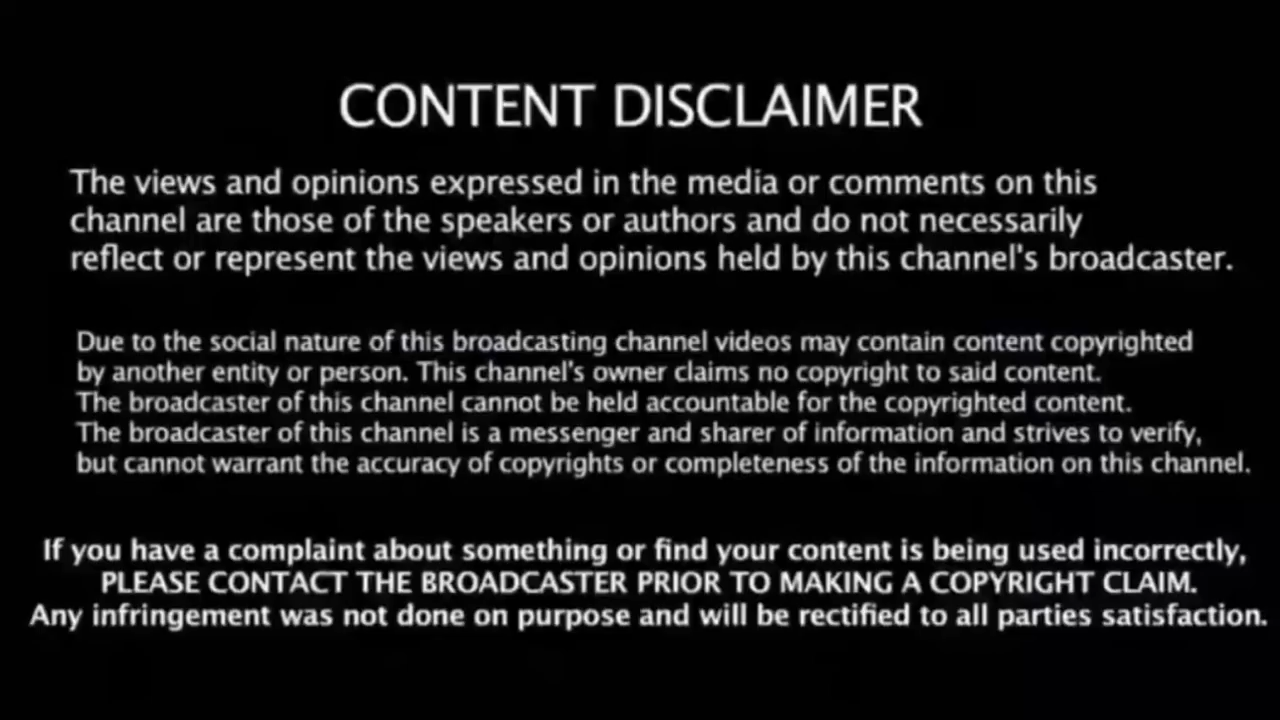 CONTENT DISCLAIMER
The views and opinions expressed in the media or comments on this
channel are those of the speakers or authors and do not necessarily
reflect or represent the views and opinions held by this channel's broadcaster.
Due to the social nature of this broadcasting channel videos may contain content copyrighted
by another entity or person. This channel's owner claims no copyright to said content.
The broadcaster of this channel cannot be held accountable for the copyrighted content.
The broadcaster of this channel is a messenger and sharer of information and strives to verify,
but cannot warrant the accuracy of copyrights or completeness of the information on this channel.
If you have a complaint about something or find your content is being used incorrectly,
PLEASE CONTACT THE BROADCASTER PRIOR TO MAKING A COPYRIGHT CLAIM.
Any infringement was not done on purpose and will be rectified to all parties satisfaction.